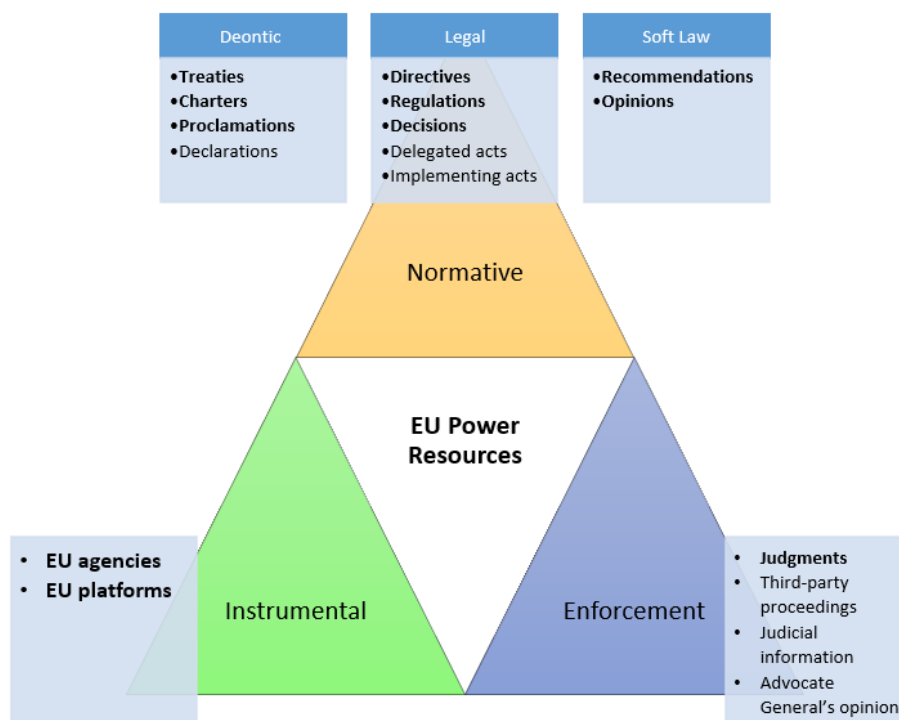 Deontic
•Treaties
•Charters
•Proclamations
•Declarations
Legal
•Directives
•Regulations
•Decisions
•Delegated acts
•Implementing acts
Soft Law
•Recommendations
•Opinions
Normative
EU Power
Resources
• EU agencies
• EU platforms
Instrumental
Enforcement
• Judgments
• Third-party
proceedings
• Judicial
information
• Advocate
General's opinion